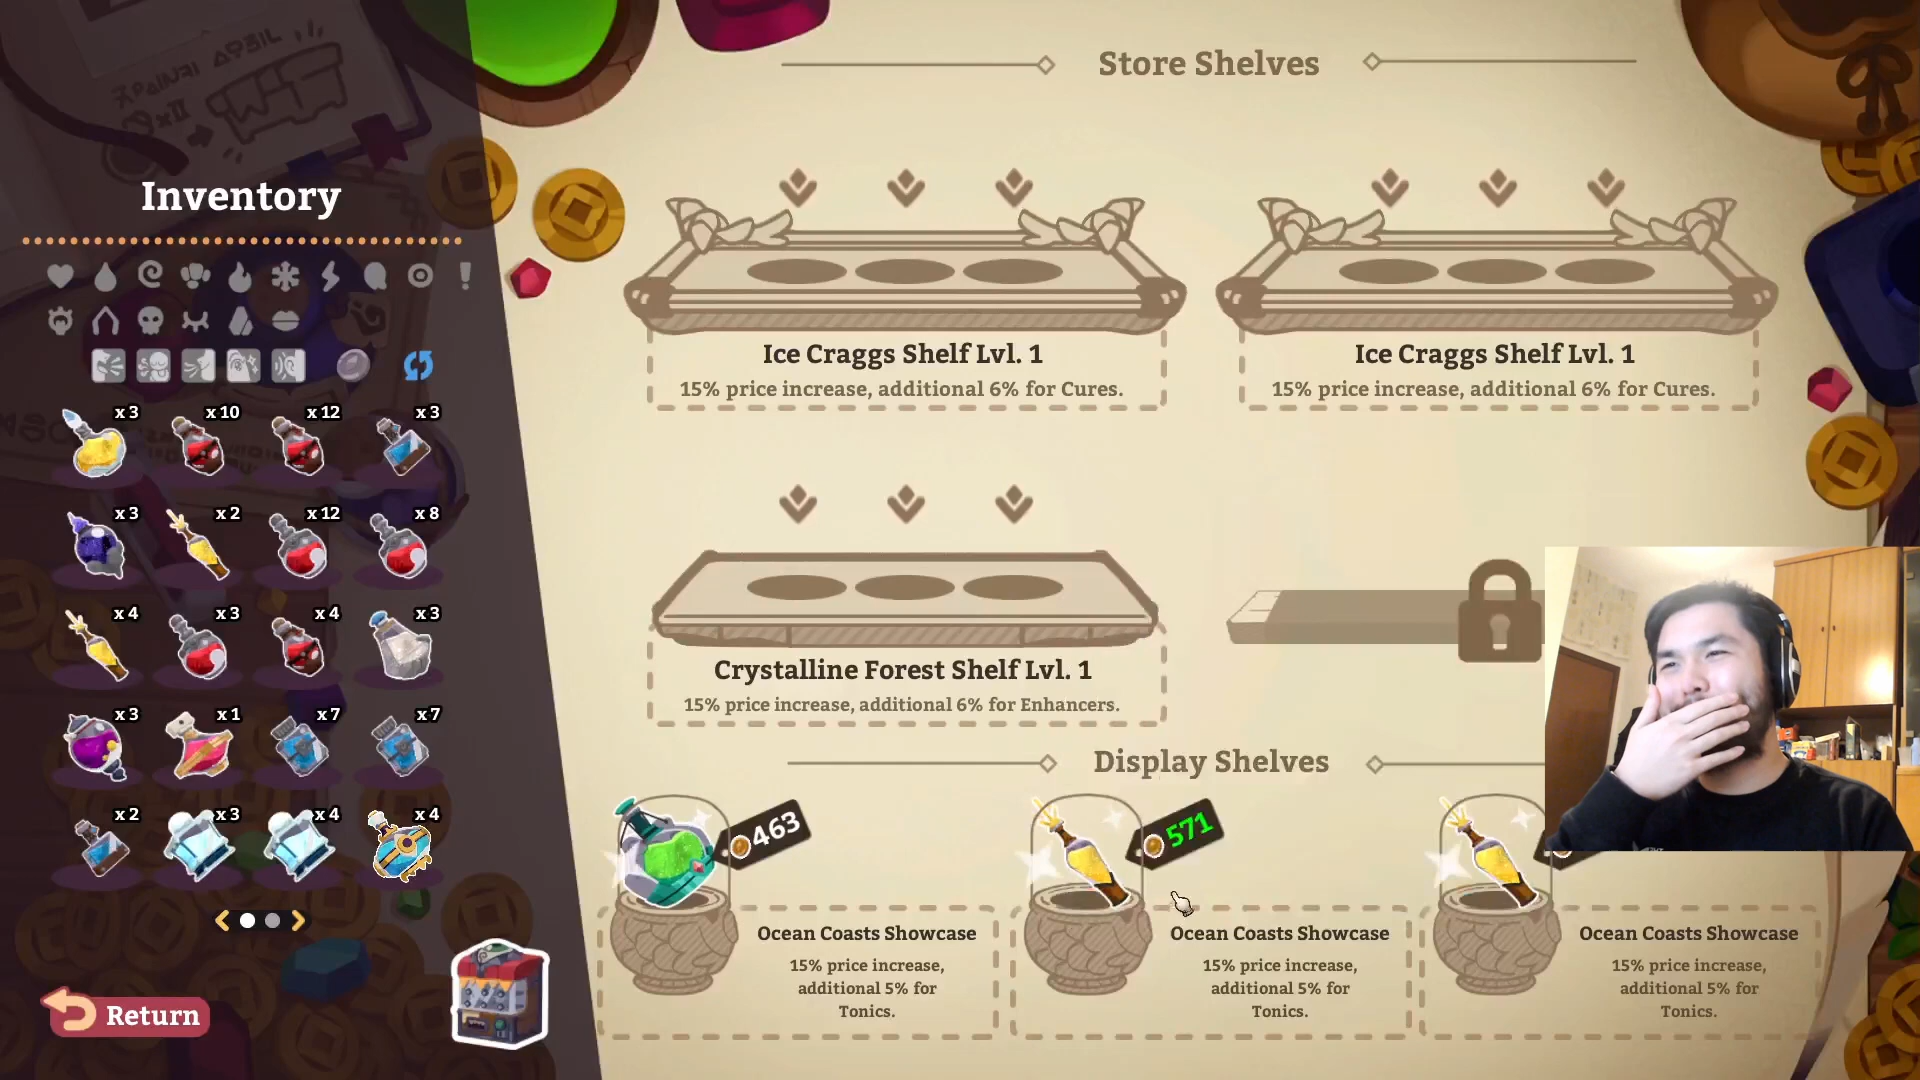 Store Shelves
Inventory
Ice Craggs Shelf Lvl. 1
15% price increase, additional 6% for Cures.
Ice Craggs Shelf Lvl. 1
15% price increase, additional 6% for Cures.
x 3
x 10
x 12
x 3
x 3
x 2
x 12
x 8
x 4
x 3
x 4
x 3
Crystalline Forest Shelf Lvl. 1
15% price increase, additional 6% for Enhancers.
x 3
x 1
x 7
x 7
x 2
x 3
x 4
x 4
Display Shelves
463
571
Ocean Coasts Showcase
15% price increase,
additional 5% for
Tonics.
Ocean Coasts Showcase
15% price increase,
additional 5% for
Tonics.
Ocean Coasts Showcase
15% price increase,
additional 5% for
Tonics.
Return